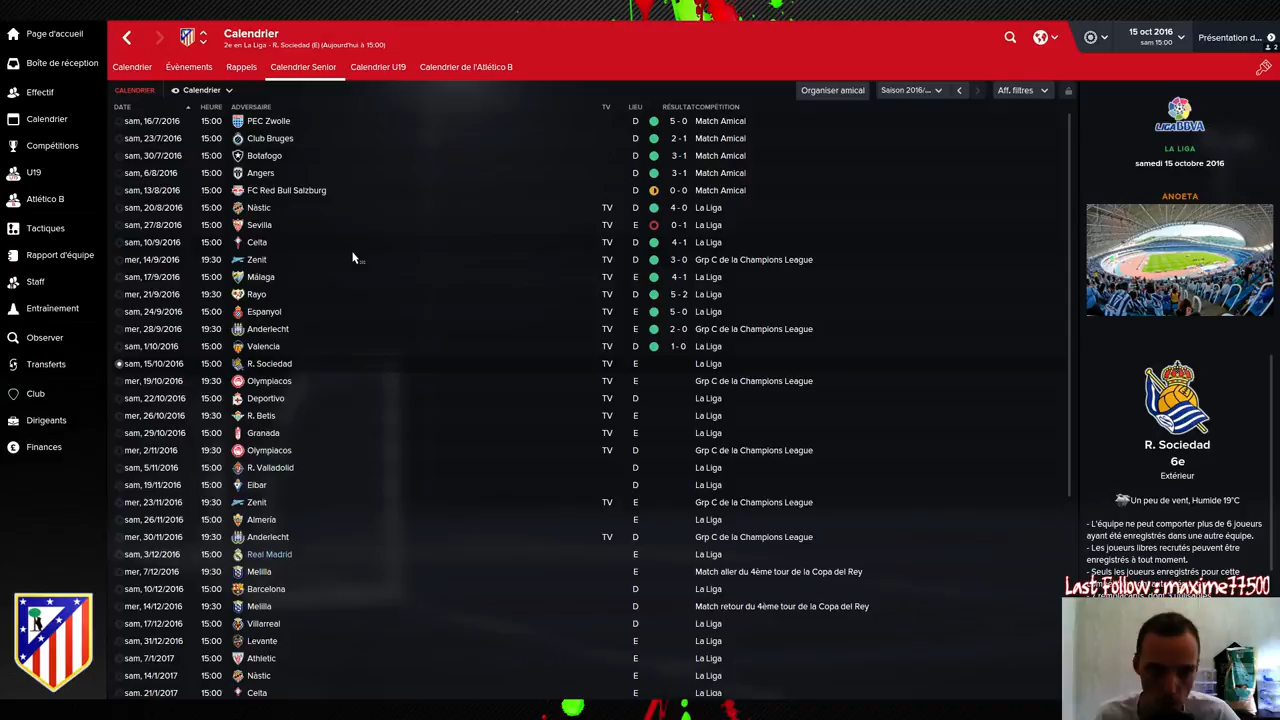 Page d'accueil
Boîte de réception
Effectif
Calendrier
Compétitions
U19
Atlético B
Tactiques
Rapport d'équipe
Staff
Entraînement
Observer
Transferts
Club
Dirigeants
Finances
Calendrier
2e en La Liga - R. Sociedad (E) (Aujourd'hui à 15:00)
15 oct 2016
sam 15:00
Présentation d...
2
Calendrier Évènements Rappels Calendrier Senior Calendrier U19 Calendrier de l'Atlético B
CALENDRIER Calendrier Organiser amical Saison 2016/... Aff. filtres
DATE HEURE ADVERSAIRE TV LIEU RÉSULTAT COMPÉTITION
sam, 16/7/2016 15:00 PEC Zwolle D 5 - 0 Match Amical
sam, 23/7/2016 15:00 Club Bruges D 2 - 1 Match Amical
sam, 30/7/2016 15:00 Botafogo D 3 - 1 Match Amical
sam, 6/8/2016 15:00 Angers D 3 - 1 Match Amical
sam, 13/8/2016 15:00 FC Red Bull Salzburg D 0 - 0 Match Amical
sam, 20/8/2016 15:00 Nàstic TV D 4 - 0 La Liga
sam, 27/8/2016 15:00 Sevilla TV E 0 - 1 La Liga
sam, 10/9/2016 15:00 Celta TV D 4 - 1 La Liga
mer, 14/9/2016 19:30 Zenit TV D 3 - 0 Grp C de la Champions League
sam, 17/9/2016 15:00 Málaga TV E 4 - 1 La Liga
mer, 21/9/2016 19:30 Rayo TV D 5 - 2 La Liga
sam, 24/9/2016 15:00 Espanyol TV E 5 - 0 La Liga
mer, 28/9/2016 19:30 Anderlecht TV E 2 - 0 Grp C de la Champions League
sam, 1/10/2016 15:00 Valencia TV D 1 - 0 La Liga
sam, 15/10/2016 15:00 R. Sociedad TV E La Liga
mer, 19/10/2016 19:30 Olympiacos TV E Grp C de la Champions League
sam, 22/10/2016 15:00 Deportivo TV D La Liga
mer, 26/10/2016 19:30 R. Betis TV E La Liga
sam, 29/10/2016 15:00 Granada TV E La Liga
mer, 2/11/2016 19:30 Olympiacos TV D Grp C de la Champions League
sam, 5/11/2016 15:00 R. Valladolid D La Liga
sam, 19/11/2016 15:00 Eibar D La Liga
mer, 23/11/2016 19:30 Zenit TV E Grp C de la Champions League
sam, 26/11/2016 15:00 Almería E La Liga
mer, 30/11/2016 19:30 Anderlecht TV D Grp C de la Champions League
sam, 3/12/2016 15:00 Real Madrid E La Liga
mer, 7/12/2016 19:30 Melilla E Match aller du 4ème tour de la Copa del Rey
sam, 10/12/2016 15:00 Barcelona D La Liga
mer, 14/12/2016 19:30 Melilla D Match retour du 4ème tour de la Copa del Rey
sam, 17/12/2016 15:00 Villarreal D La Liga
sam, 31/12/2016 15:00 Levante E La Liga
sam, 7/1/2017 15:00 Athletic E La Liga
sam, 14/1/2017 15:00 Nàstic E La Liga
sam, 21/1/2017 15:00 Celta E La Liga
LIGA BBVA
LA LIGA
samedi 15 octobre 2016
ANOETA
R. Sociedad
6e
Extérieur
Un peu de vent, Humide 19°C
- L'équipe ne peut comporter plus de 6 joueurs
ayant été enregistrés dans une autre équipe.
- Les joueurs libres recrutés peuvent être
enregistrés à tout moment.
- Seuls les joueurs enregistrés pour cette
Last Follow : maxime77500